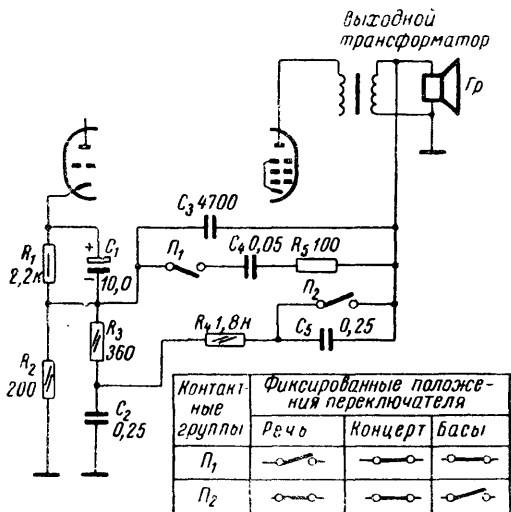 Выходной
трансформатор
Гр
C₃ 4700
П₁
C₄ 0,05
R₅ 100
R₁
2,2к
+
C₁
−
10,0
П₂
R₃
360
R₄ 1,8к
C₅
0,25
R₂
200
C₂
0,25
Контакт-
ные
группы
Фиксированные положе-
ния переключателя
Речь
Концерт
Басы
П₁
П₂